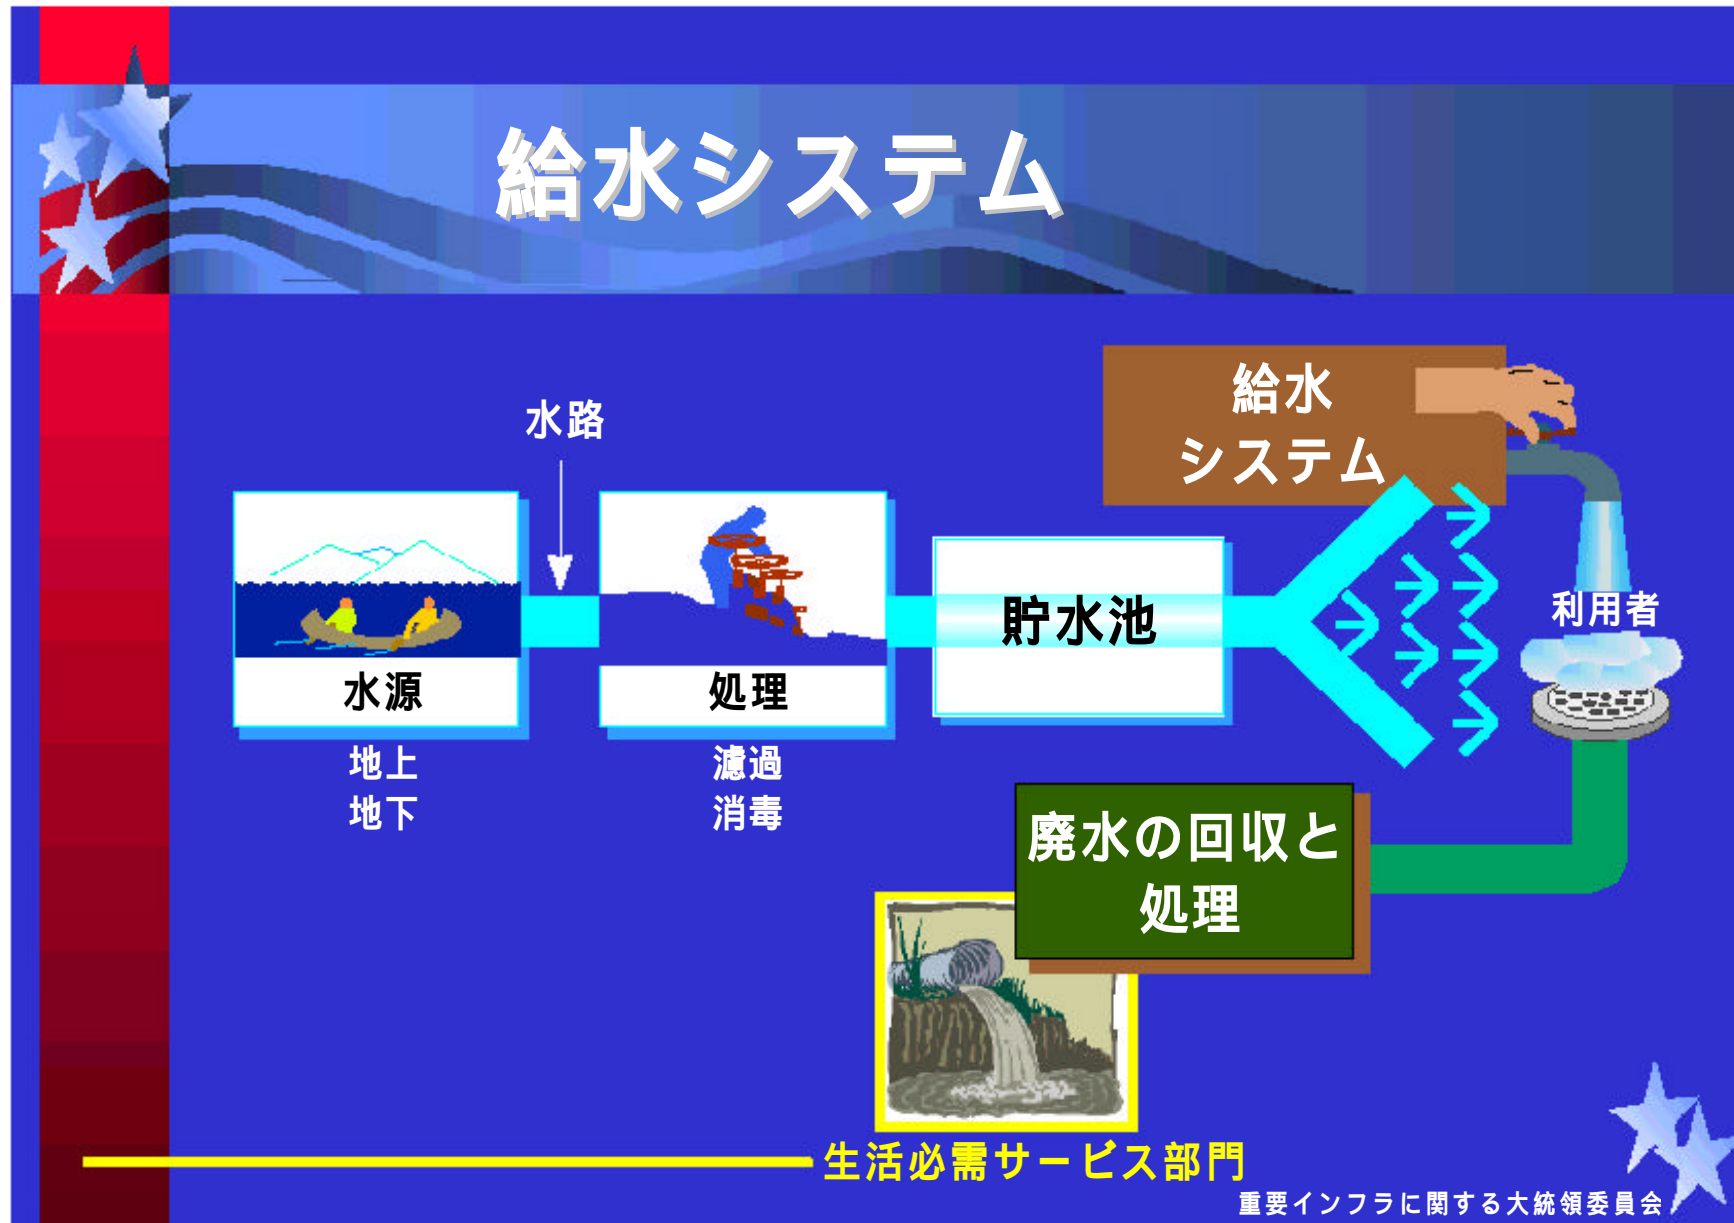 給水システム
水路
給水
システム
貯水池
利用者
水源
処理
地上
地下
濾過
消毒
廃水の回収と
処理
生活必需サービス部門
重要インフラに関する大統領委員会